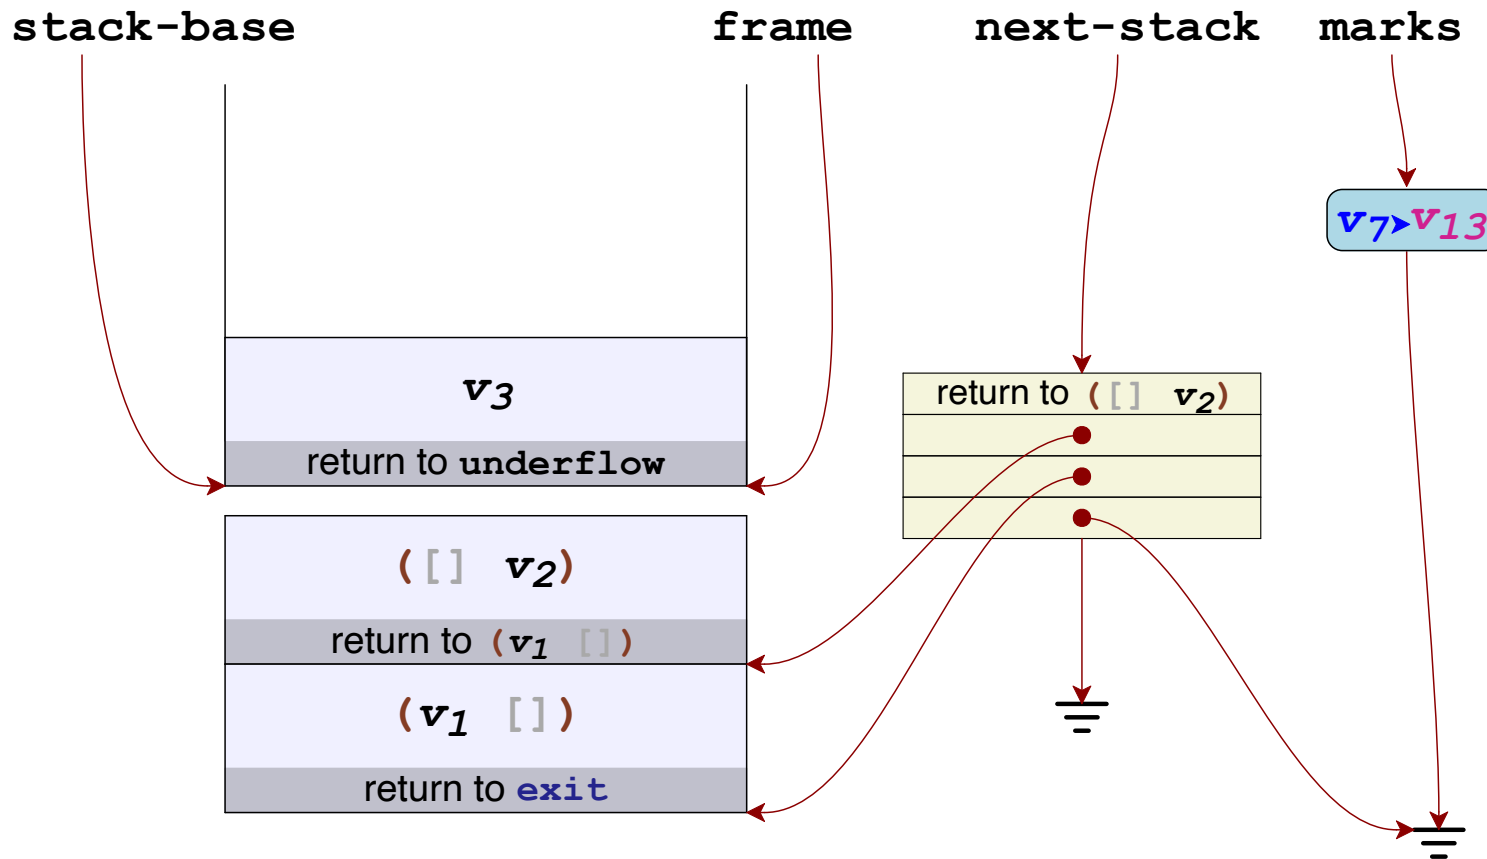 stack-base frame next-stack marks
v7➤v13
v3
return to ([] v2)
return to underflow
([] v2)
return to (v1 [])
(v1 [])
return to exit